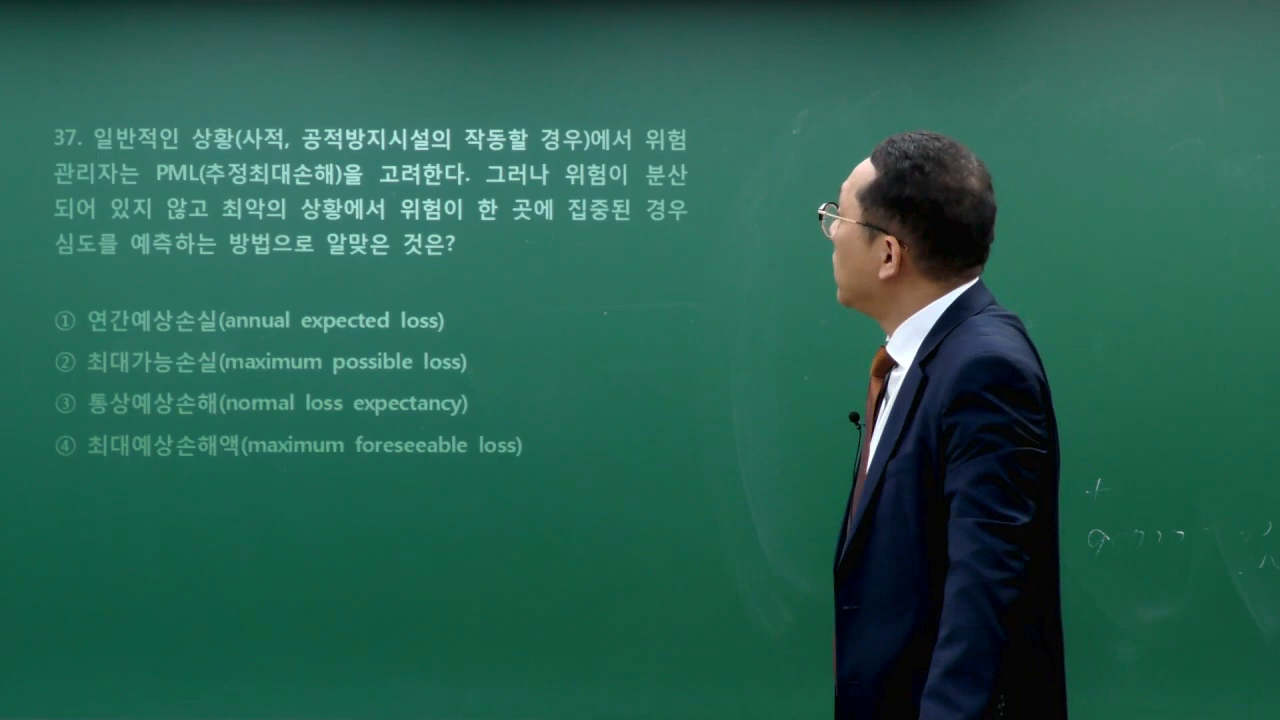 37. 일반적인 상황(사적, 공적방지시설의 작동할 경우)에서 위험
관리자는 PML(추정최대손해)을 고려한다. 그러나 위험이 분산
되어 있지 않고 최악의 상황에서 위험이 한 곳에 집중된 경우
심도를 예측하는 방법으로 알맞은 것은?
① 연간예상손실(annual expected loss)
② 최대가능손실(maximum possible loss)
③ 통상예상손해(normal loss expectancy)
④ 최대예상손해액(maximum foreseeable loss)